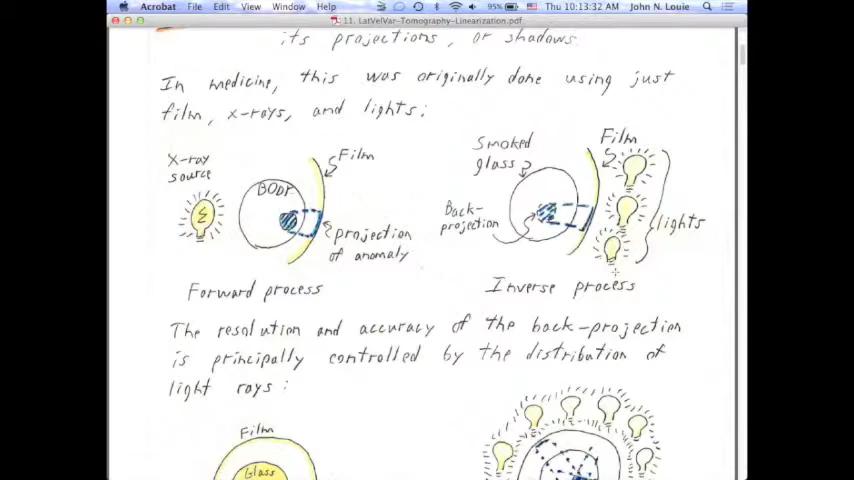 Acrobat File Edit View Window Help
95% Thu 10:13:32 AM John N. Louie
11. LatVelVar-Tomography-Linearization.pdf
its projections, or shadows.
In medicine, this was originally done using just
film, x-rays, and lights:
X-ray
source
BODY
Film
projection
of anomaly
Forward process
Smoked
glass
Film
Back-
projection
lights
Inverse process
The resolution and accuracy of the back-projection
is principally controlled by the distribution of
light rays:
Film
Glass